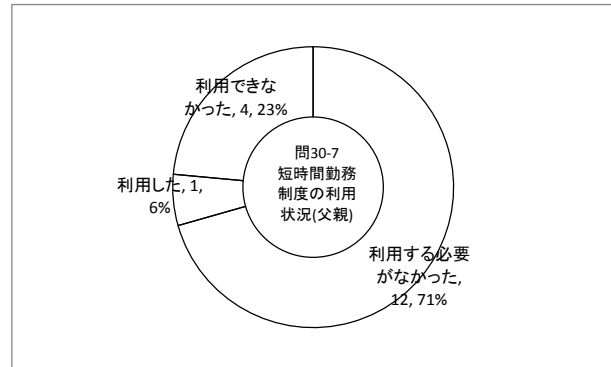 利用できな
かった, 4, 23%
問30-7
短時間勤務
制度の利用
状況(父親)
利用した, 1,
6%
利用する必要
がなかった,
12, 71%